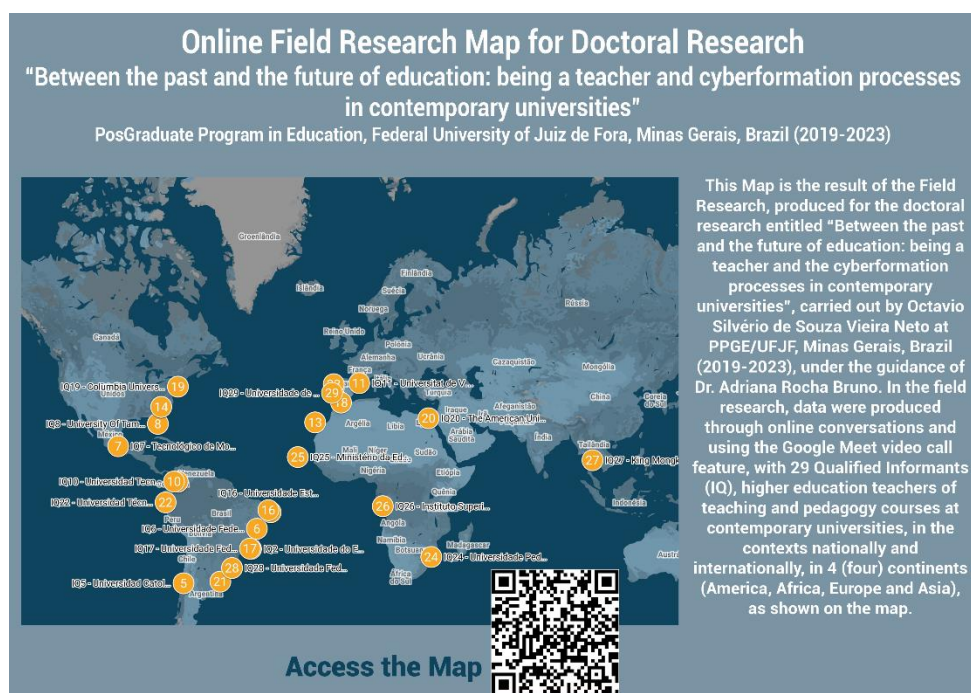 Online Field Research Map for Doctoral Research
“Between the past and the future of education: being a teacher and cyberformation processes
in contemporary universities”
PosGraduate Program in Education, Federal University of Juiz de Fora, Minas Gerais, Brazil (2019-2023)
This Map is the result of the Field
Research, produced for the doctoral
research entitled “Between the past
and the future of education: being a
teacher and the cyberformation
processes in contemporary
universities”, carried out by Octavio
Silvério de Souza Vieira Neto at
PPGE/UFJF, Minas Gerais, Brazil
(2019-2023), under the guidance of
Dr. Adriana Rocha Bruno. In the field
research, data were produced
through online conversations and
using the Google Meet video call
feature, with 29 Qualified Informants
(IQ), higher education teachers of
teaching and pedagogy courses at
contemporary universities, in the
contexts nationally and
internationally, in 4 (four) continents
(America, Africa, Europe and Asia),
as shown on the map.
Groenlândia
Islândia
Finlândia
Suécia
Noruega
Rússia
Canadá
Reino Unido
Polônia
Alemanha
Ucrânia
França
Cazaquistão
Mongólia
IQ19 - Columbia Univers... 19
Unidos
IQ29 - Universidade de ... 29
11 IQ11 - Universitat de V...
Turquia
China
14
18
Iraque
Afeganistão
IQ8 - University Of Tam... 8
13
Argélia
Líbia
20 IQ20 - The American Uni...
México
7 IQ7 - Tecnológico de Mo...
Arábia
Saudita
Índia
Mali
Níger
Sudão
Tailândia
25 IQ25 - Ministério da Ed...
27 IQ27 - King Mongk
Nigéria
Etiópia
10
IQ22 - Universidad Técn... 22
IQ16 - Universidade Est...
16
Quênia
26 IQ26 - Instituto Superi...
Indonésia
Peru
Brasil
IQ6 - Universidade Fede... 6
Angola
IQ17 - Universidade Fed... 17 IQ2 - Universidade do E...
Namíbia
Madagascar
Chile
24 IQ24 - Universidade Ped...
28 IQ28 - Universidade Fed...
IQ5 - Universidad Catol... 5
21
Argentina
África
do Sul
Access the Map